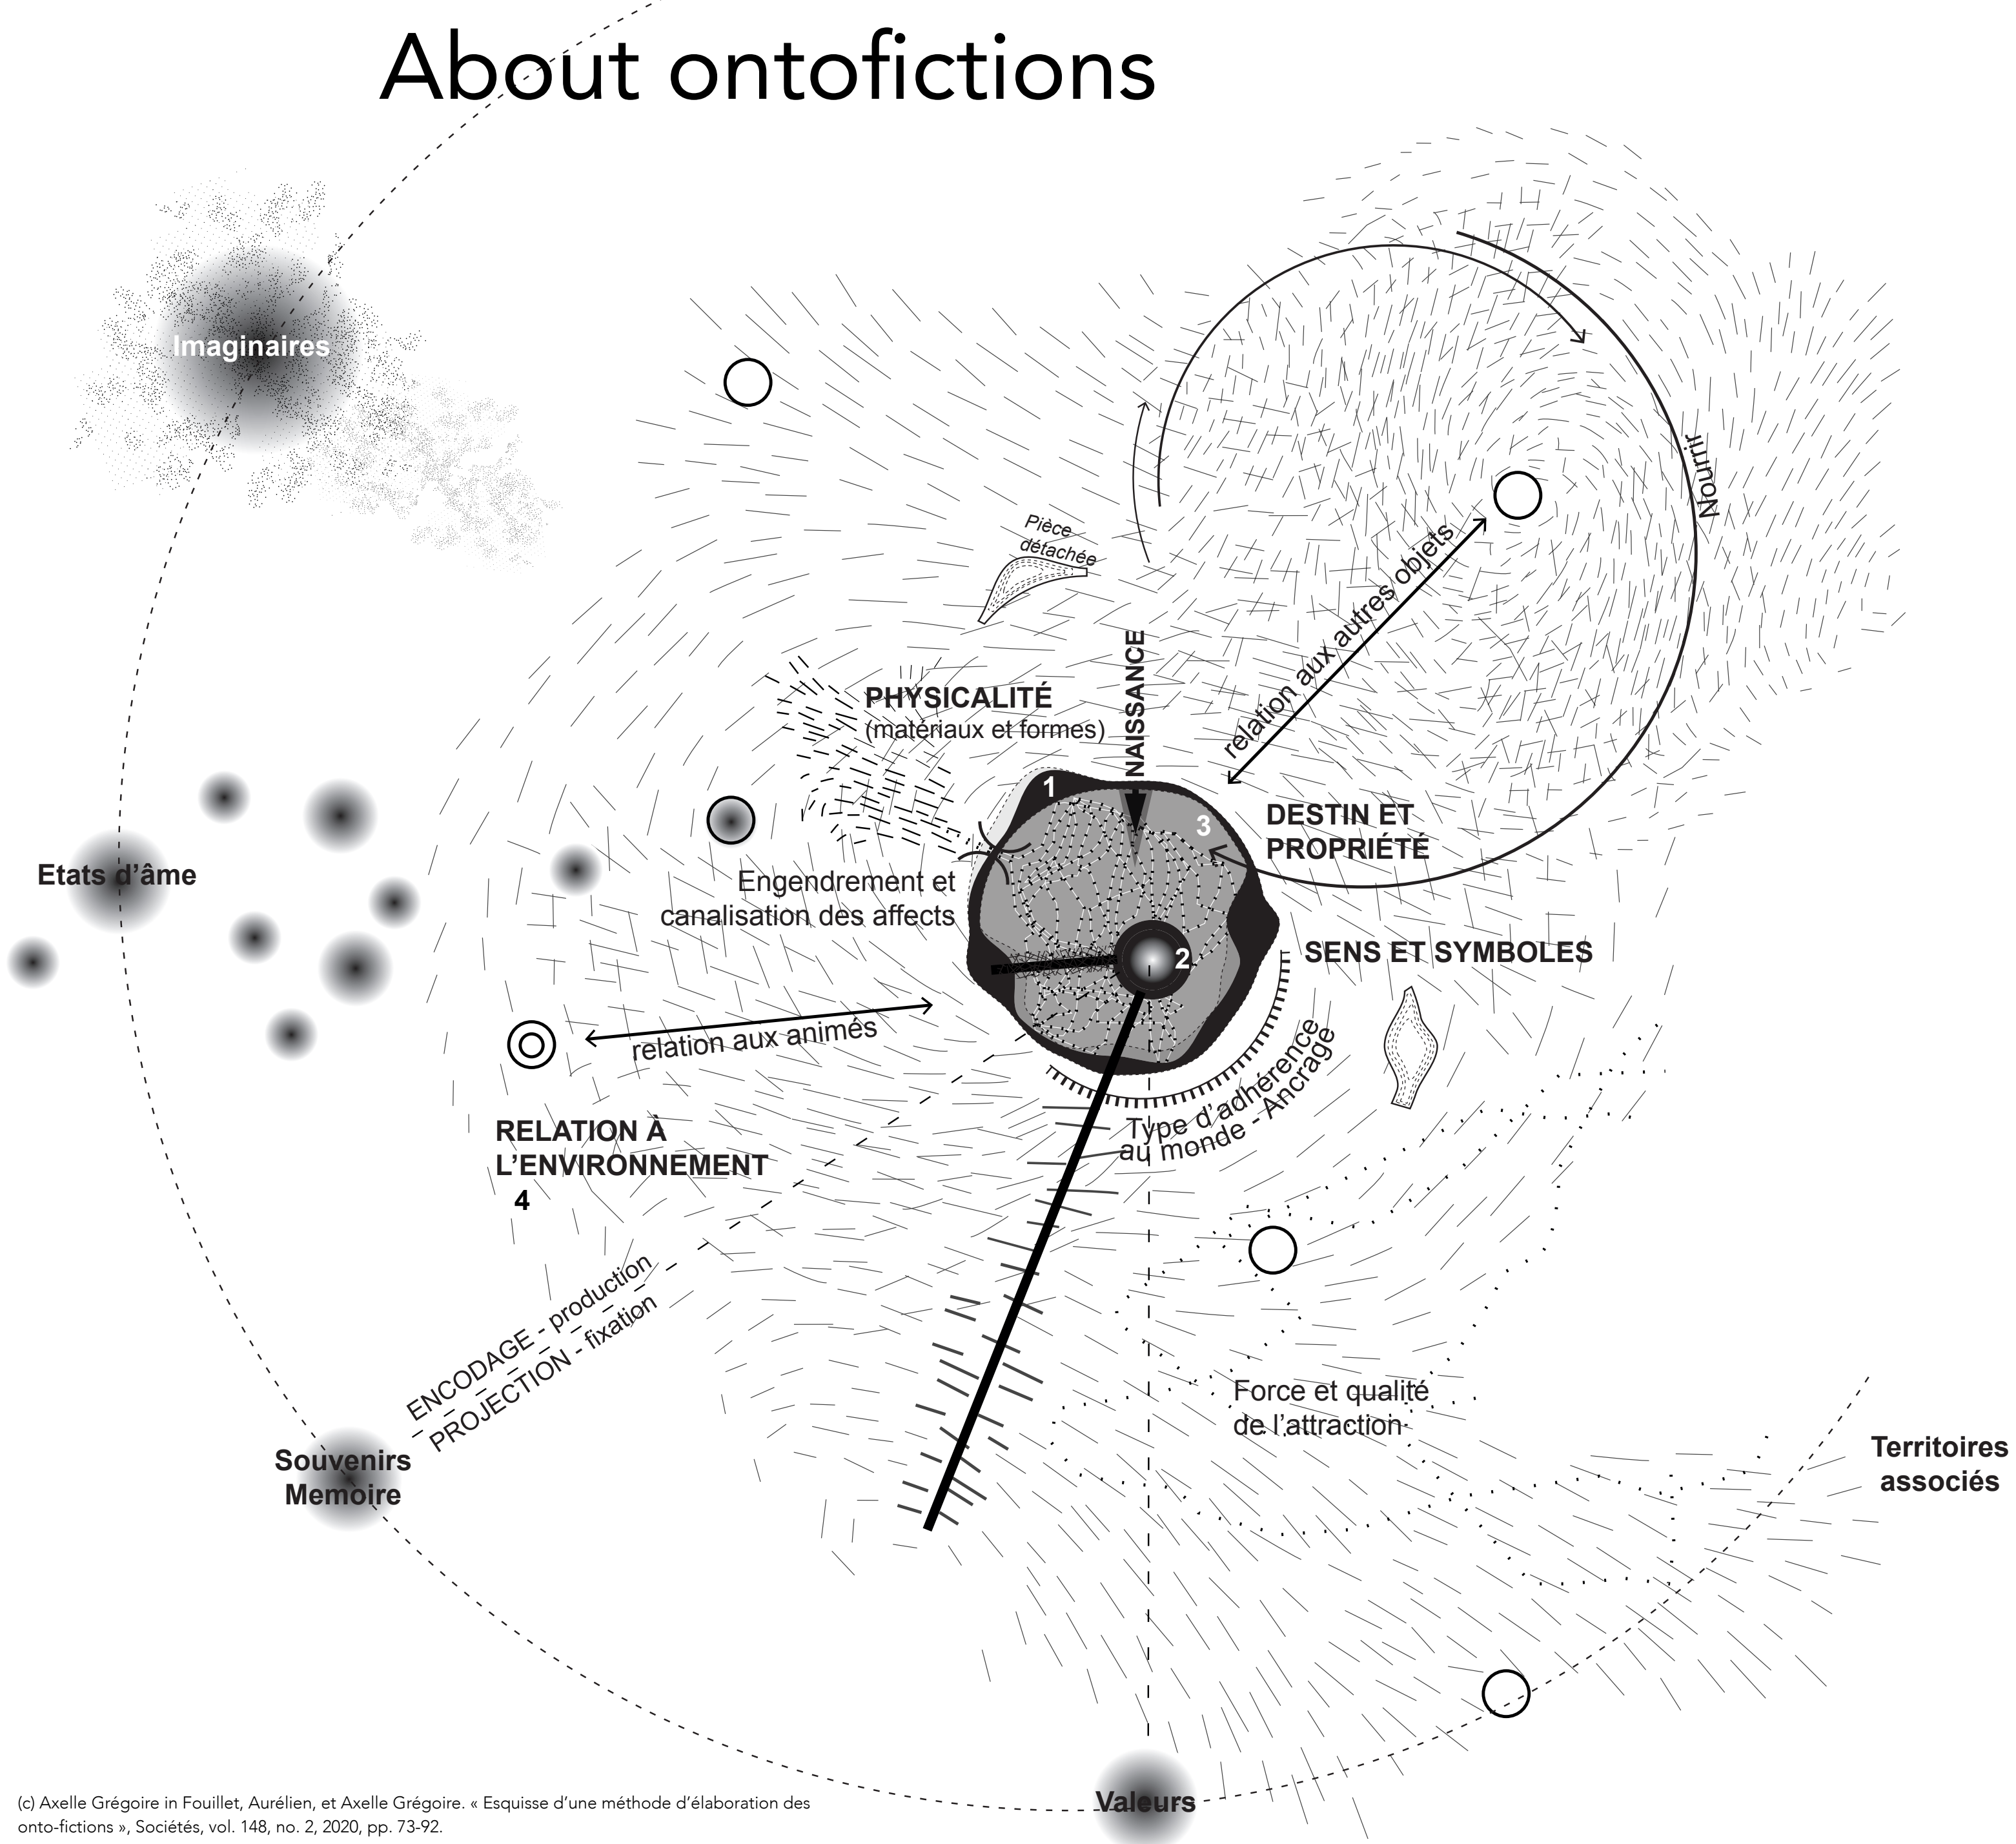 About ontofictions
Imaginaires
Nourrir
Pièce
détachée
relation aux autres objets
NAISSANCE
PHYSICALITÉ
(matériaux et formes)
1
3
DESTIN ET
PROPRIÉTÉ
Etats d’âme
Engendrement et
canalisation des affects
2
SENS ET SYMBOLES
relation aux animés
Type d’adhérence
au monde - Ancrage
RELATION À
L’ENVIRONNEMENT
4
ENCODAGE - production
PROJECTION - fixation
Force et qualité
de l’attraction
Souvenirs
Memoire
Territoires
associés
Valeurs
(c) Axelle Grégoire in Fouillet, Aurélien, et Axelle Grégoire. « Esquisse d’une méthode d’élaboration des
onto-fictions », Sociétés, vol. 148, no. 2, 2020, pp. 73-92.